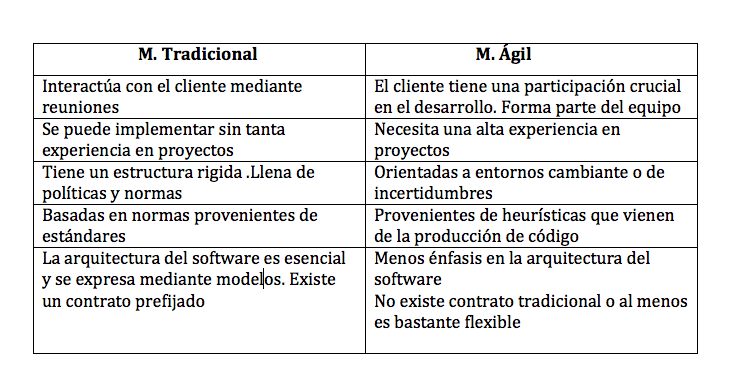 M. Tradicional
M. Ágil
Interactúa con el cliente mediante
reuniones
El cliente tiene una participación crucial
en el desarrollo. Forma parte del equipo
Se puede implementar sin tanta
experiencia en proyectos
Necesita una alta experiencia en
proyectos
Tiene un estructura rigida .Llena de
políticas y normas
Orientadas a entornos cambiante o de
incertidumbres
Basadas en normas provenientes de
estándares
Provenientes de heurísticas que vienen
de la producción de código
La arquitectura del software es esencial
y se expresa mediante modelos. Existe
un contrato prefijado
Menos énfasis en la arquitectura del
software
No existe contrato tradicional o al menos
es bastante flexible